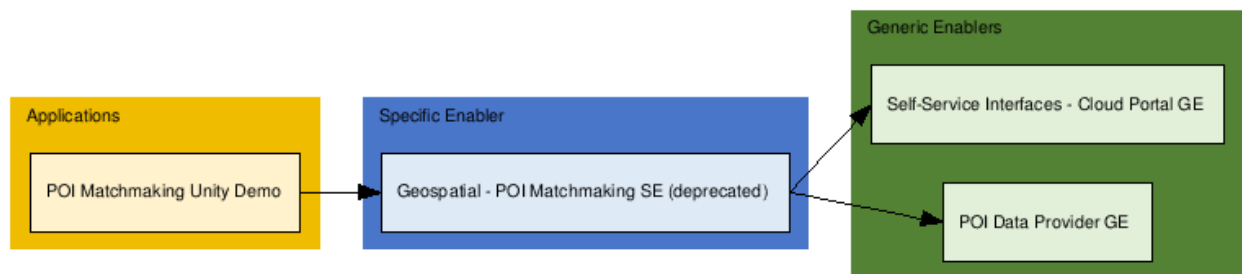 Applications
POI Matchmaking Unity Demo
Specific Enabler
Geospatial - POI Matchmaking SE (deprecated)
Generic Enablers
Self-Service Interfaces - Cloud Portal GE
POI Data Provider GE